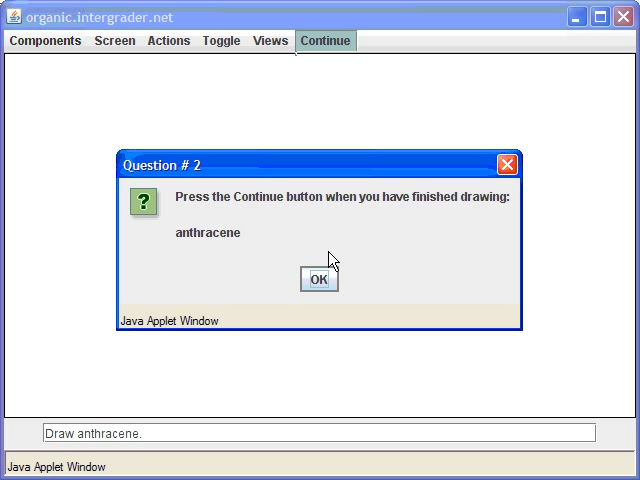 organic.intergrader.net
Components Screen Actions Toggle Views Continue
Question # 2
Press the Continue button when you have finished drawing:
anthracene
OK
Java Applet Window
Draw anthracene.
Java Applet Window